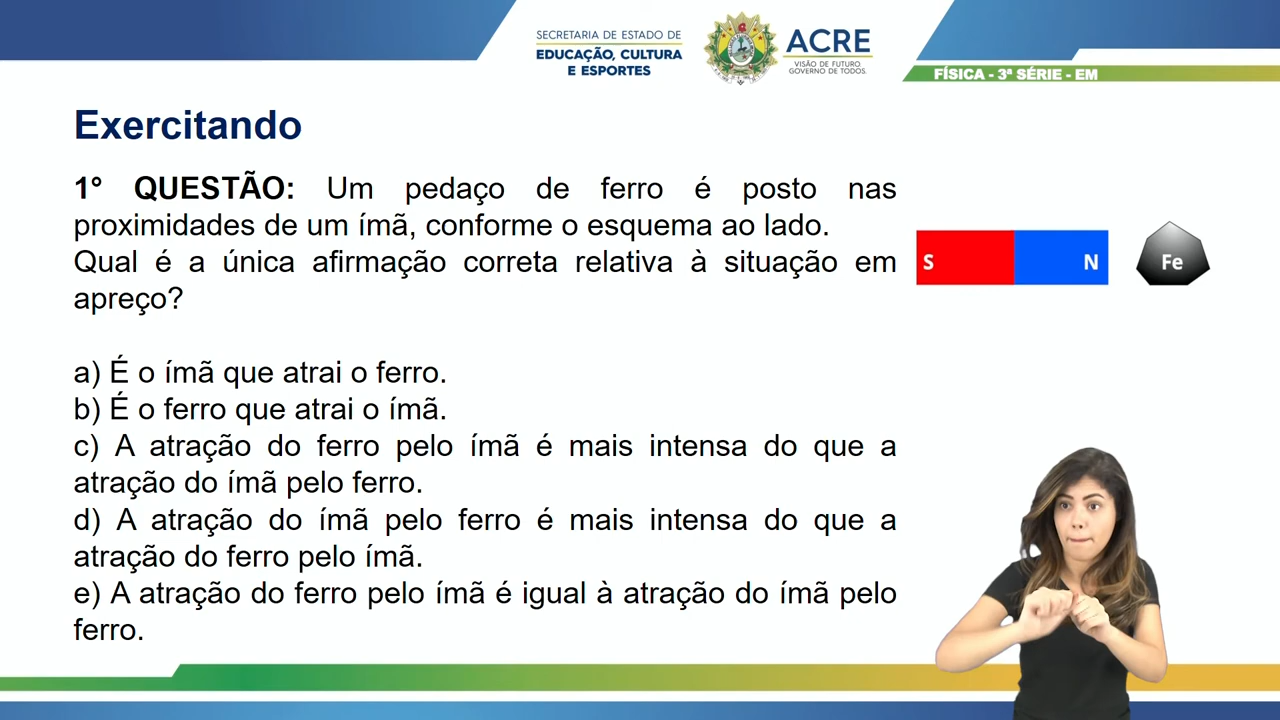 SECRETARIA DE ESTADO DE
EDUCAÇÃO, CULTURA
E ESPORTES
ACRE
VISÃO DE FUTURO.
GOVERNO DE TODOS.
FÍSICA - 3ª SÉRIE - EM
Exercitando
1° QUESTÃO: Um pedaço de ferro é posto nas
proximidades de um ímã, conforme o esquema ao lado.
Qual é a única afirmação correta relativa à situação em
apreço?
S
N
Fe
a) É o ímã que atrai o ferro.
b) É o ferro que atrai o ímã.
c) A atração do ferro pelo ímã é mais intensa do que a
atração do ímã pelo ferro.
d) A atração do ímã pelo ferro é mais intensa do que a
atração do ferro pelo ímã.
e) A atração do ferro pelo ímã é igual à atração do ímã pelo
ferro.